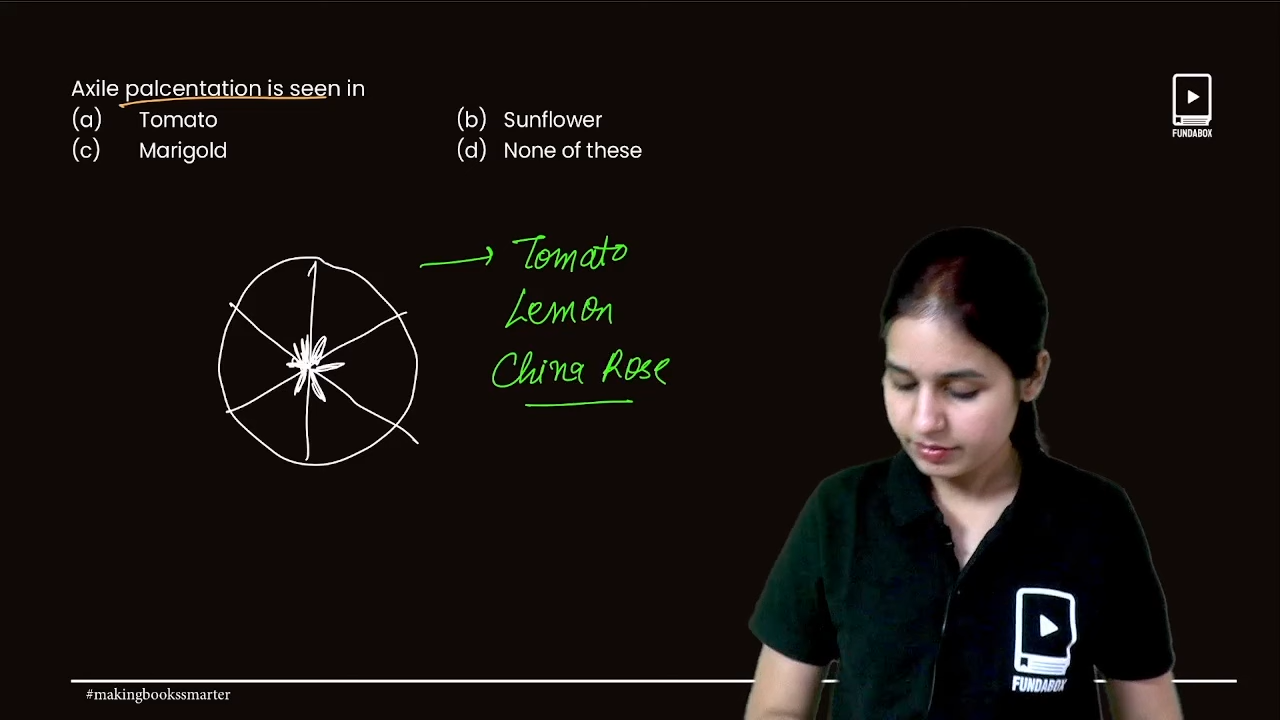 Axile palcentation is seen in
(a) Tomato (b) Sunflower
(c) Marigold (d) None of these
FUNDABOX
Tomato
Lemon
China Rose
FUNDABOX
#makingbookssmarter